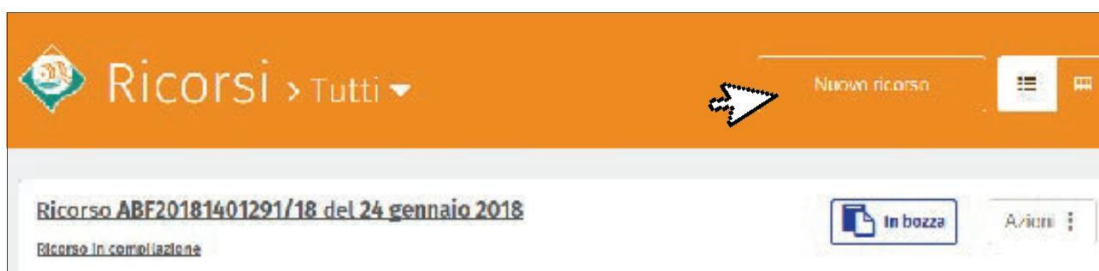 Ricorsi > Tutti
Nuovo ricorso
Ricorso ABF20181401291/18 del 24 gennaio 2018
In bozza
Azioni
Ricorso in compilazione